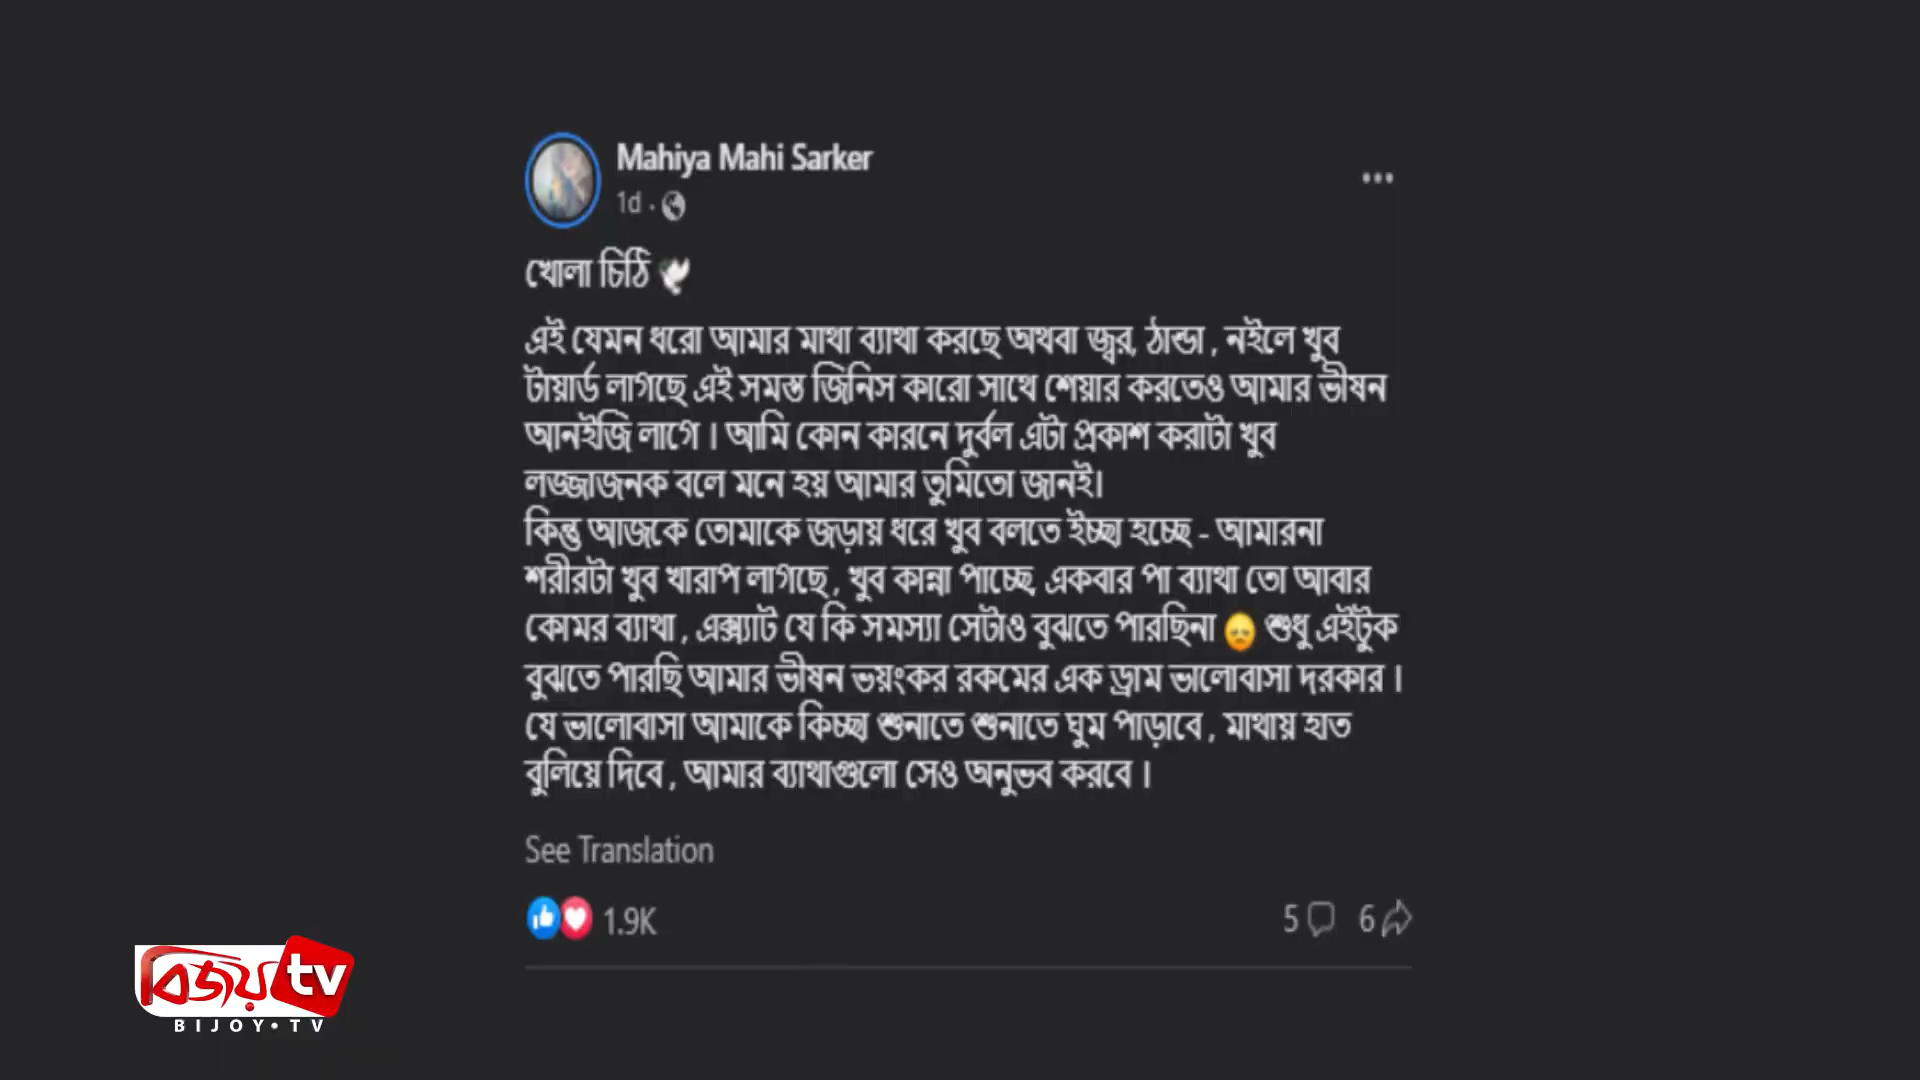 Mahiya Mahi Sarker
1d ·
খোলা চিঠি 🕊
এই যেমন ধরো আমার মাথা ব্যাথা করছে অথবা জ্বর, ঠান্ডা , নইলে খুব
টায়ার্ড লাগছে এই সমস্ত জিনিস কারো সাথে শেয়ার করতেও আমার ভীষন
আনইজি লাগে । আমি কোন কারনে দুর্বল এটা প্রকাশ করাটা খুব
লজ্জাজনক বলে মনে হয় আমার তুমিতো জানই।
কিন্তু আজকে তোমাকে জড়ায় ধরে খুব বলতে ইচ্ছা হচ্ছে - আমারনা
শরীরটা খুব খারাপ লাগছে , খুব কান্না পাচ্ছে, একবার পা ব্যাথা তো আবার
কোমর ব্যাথা , এক্স্যাট যে কি সমস্যা সেটাও বুঝতে পারছিনা 😞 শুধু এইটুক
বুঝতে পারছি আমার ভীষন ভয়ংকর রকমের এক ড্রাম ভালোবাসা দরকার ।
যে ভালোবাসা আমাকে কিচ্ছা শুনাতে শুনাতে ঘুম পাড়াবে , মাথায় হাত
বুলিয়ে দিবে , আমার ব্যাথাগুলো সেও অনুভব করবে ।
See Translation
1.9K 5 6
বিজয় tv
BIJOY•TV